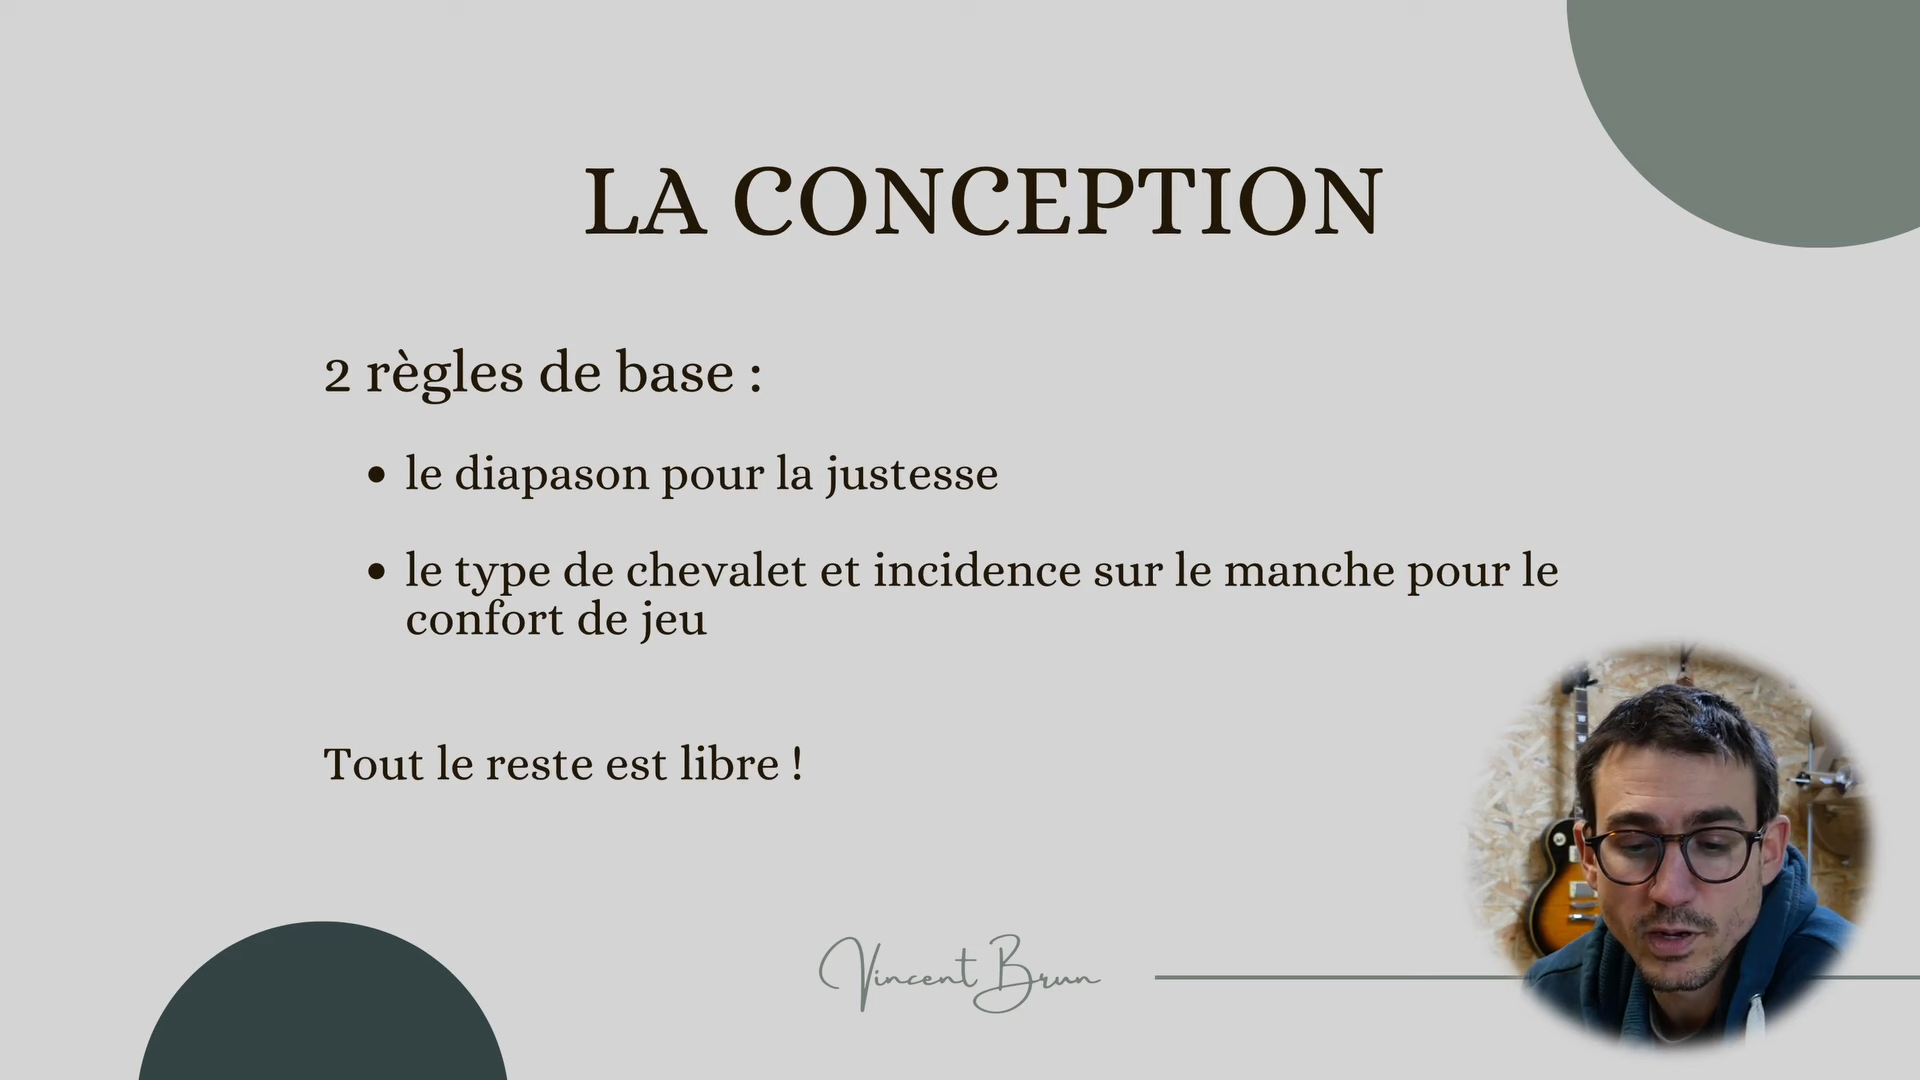 LA CONCEPTION
2 règles de base :
• le diapason pour la justesse
• le type de chevalet et incidence sur le manche pour le
confort de jeu
Tout le reste est libre !
Vincent Brun